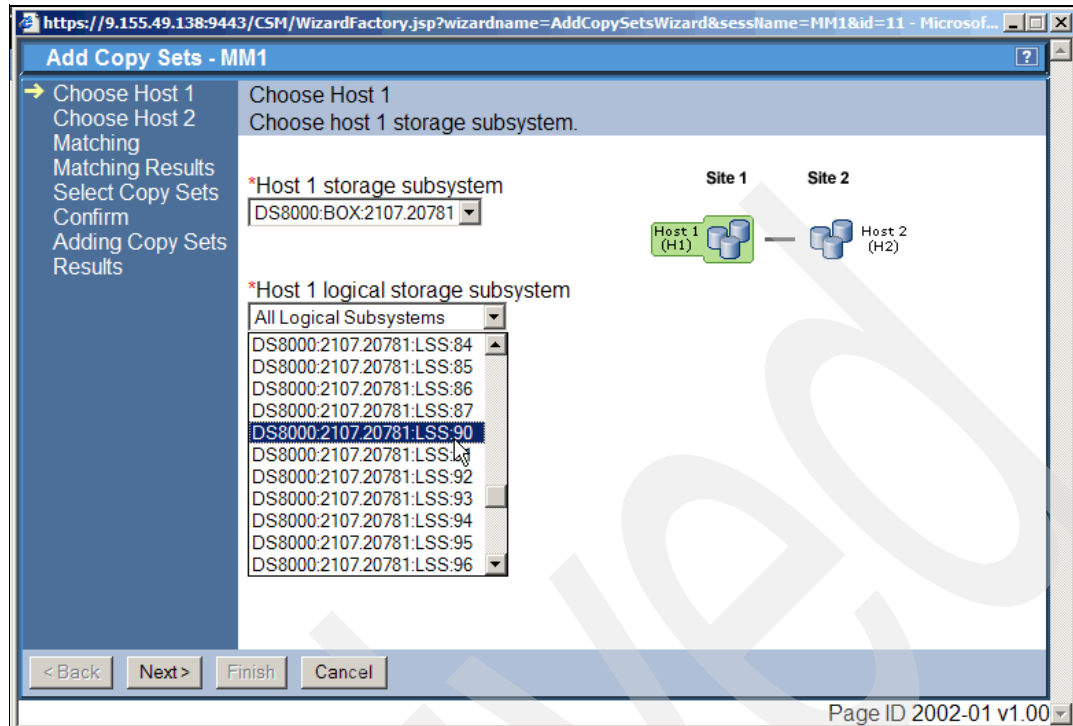 https://9.155.49.138:9443/CSM/WizardFactory.jsp?wizardname=AddCopySetsWizard&sessName=MM1&id=11 - Microsof...
Add Copy Sets - MM1
?
Choose Host 1
Choose Host 2
Matching
Matching Results
Select Copy Sets
Confirm
Adding Copy Sets
Results
Choose Host 1
Choose host 1 storage subsystem.
*Host 1 storage subsystem
DS8000:BOX:2107.20781
*Host 1 logical storage subsystem
All Logical Subsystems
DS8000:2107.20781:LSS:84
DS8000:2107.20781:LSS:85
DS8000:2107.20781:LSS:86
DS8000:2107.20781:LSS:87
DS8000:2107.20781:LSS:90
DS8000:2107.20781:LSS:
DS8000:2107.20781:LSS:92
DS8000:2107.20781:LSS:93
DS8000:2107.20781:LSS:94
DS8000:2107.20781:LSS:95
DS8000:2107.20781:LSS:96
Site 1 Site 2
Host 1
(H1)
Host 2
(H2)
< Back Next > Finish Cancel
Page ID 2002-01 v1.00